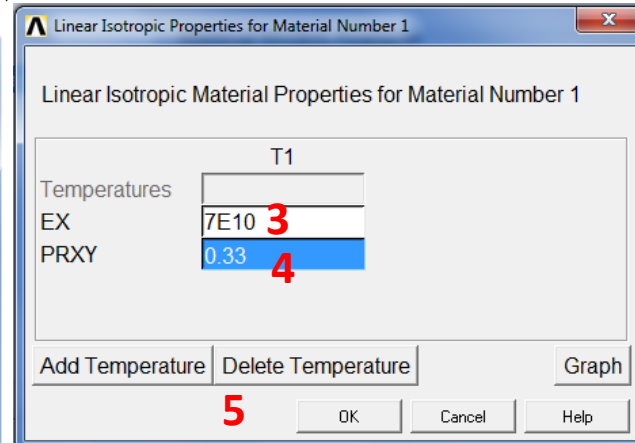 Linear Isotropic Properties for Material Number 1
Linear Isotropic Material Properties for Material Number 1
T1
Temperatures
EX 7E10 3
PRXY 0.33 4
Add Temperature Delete Temperature Graph
5 OK Cancel Help